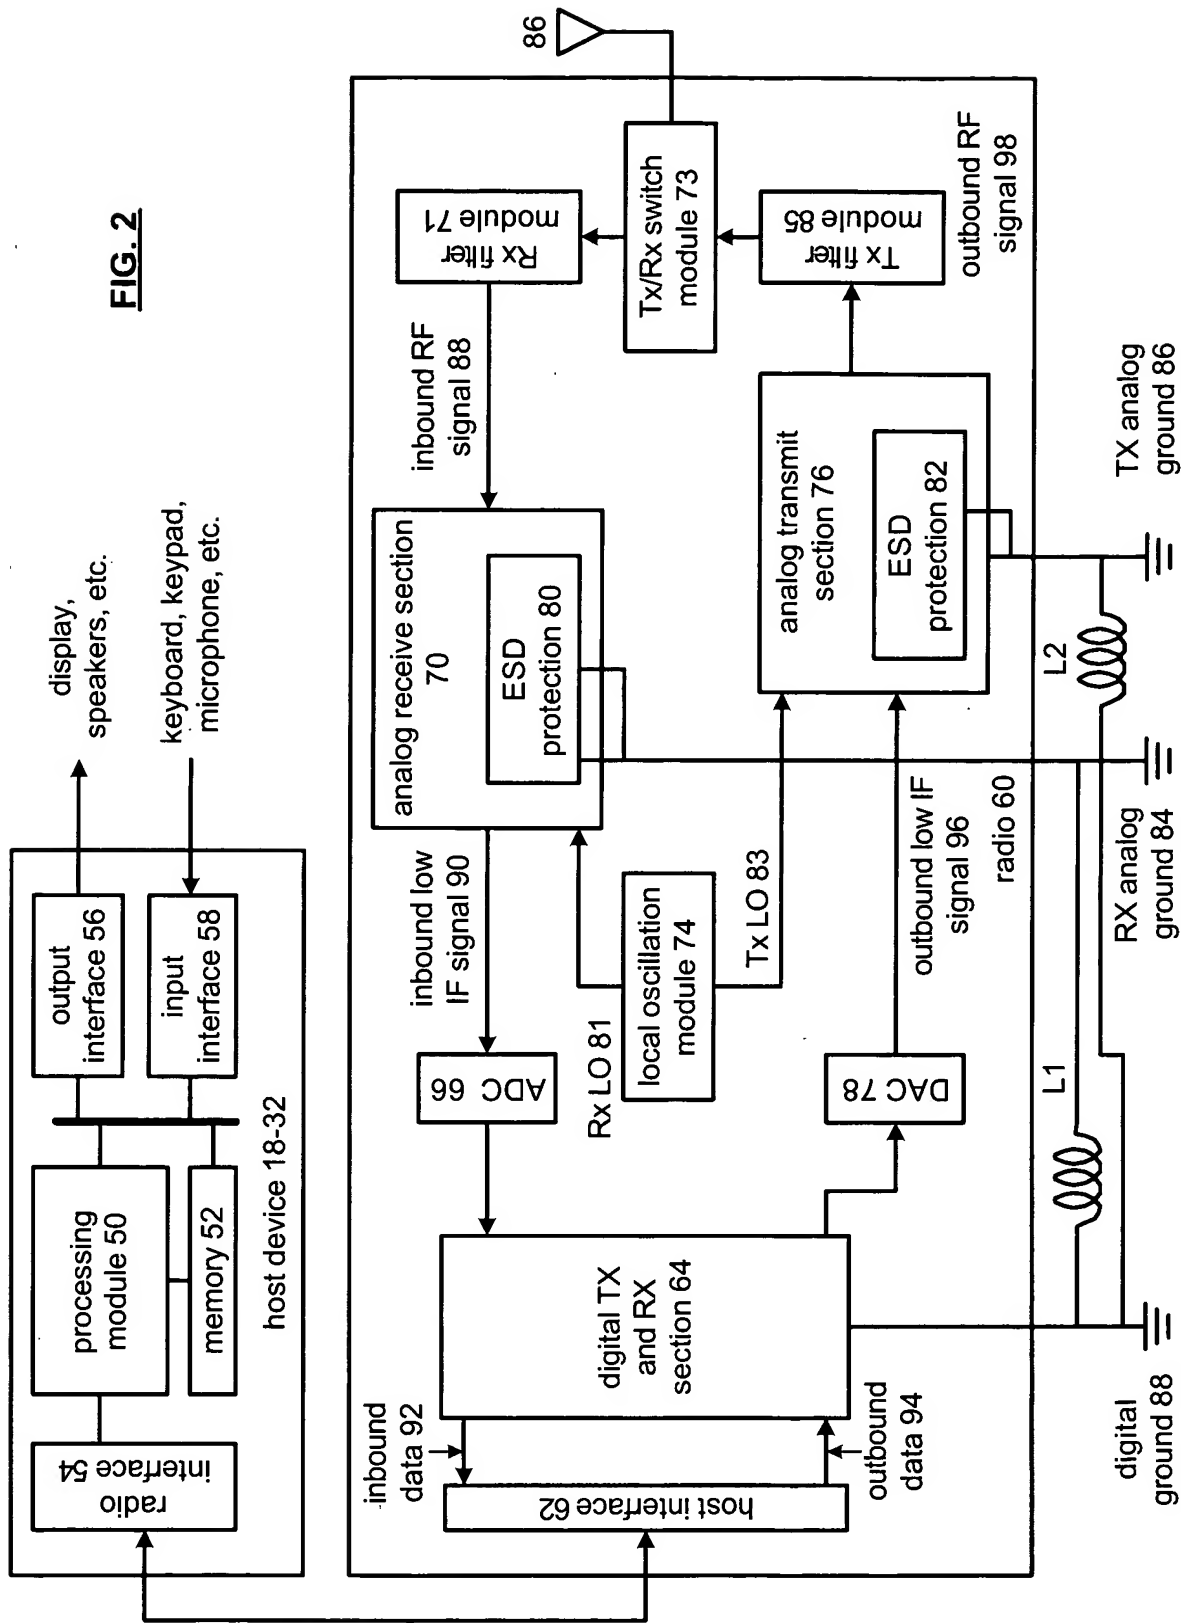 FIG. 2
radio
interface 54
processing
module 50
memory 52
output
interface 56
input
interface 58
host device 18-32
display,
speakers, etc.
keyboard, keypad,
microphone, etc.
host interface 62
inbound
data 92
outbound
data 94
digital TX
and RX
section 64
ADC 66
DAC 78
inbound low
IF signal 90
Rx LO 81
local oscillation
module 74
Tx LO 83
outbound low IF
signal 96
analog receive section
70
ESD
protection 80
analog transmit
section 76
ESD
protection 82
inbound RF
signal 88
Rx filter
module 71
Tx/Rx switch
module 73
Tx filter
module 85
outbound RF
signal 98
86
radio 60
L1
L2
digital
ground 88
RX analog
ground 84
TX analog
ground 86